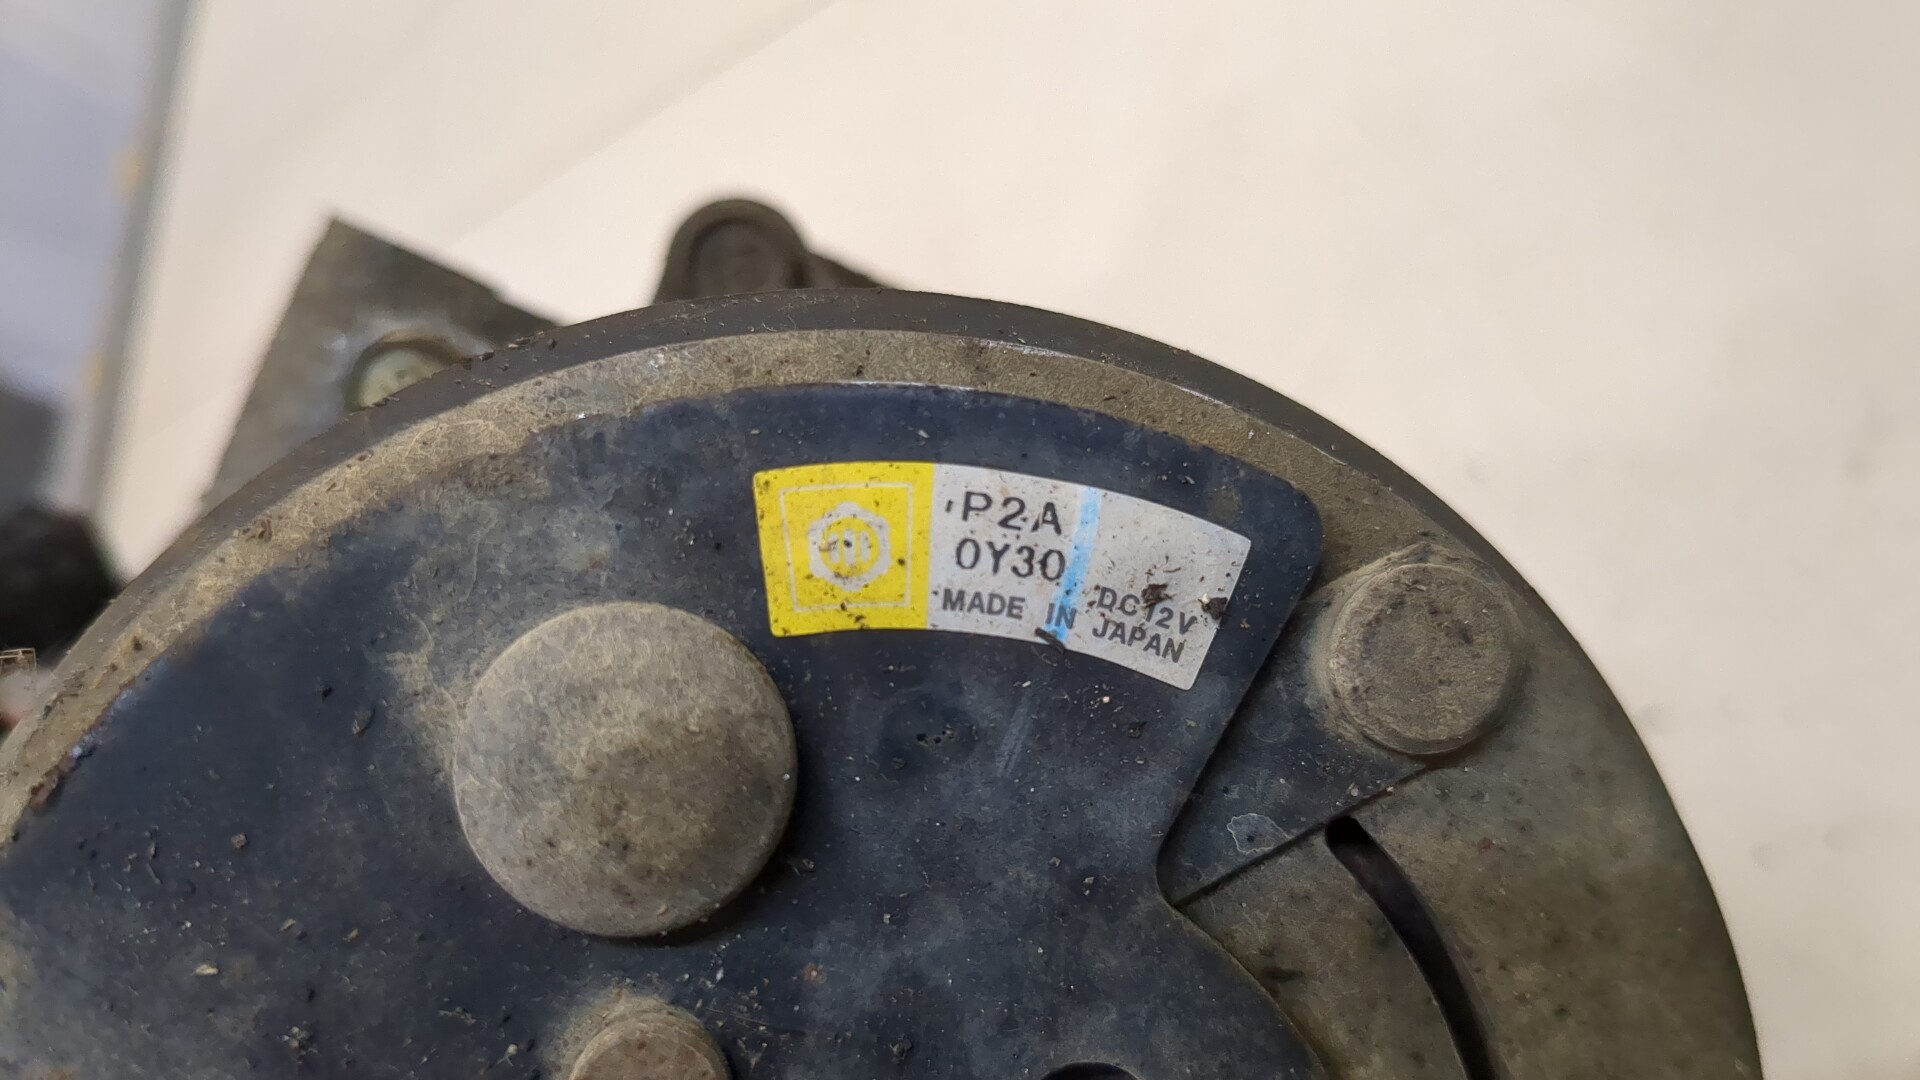 P2A
0Y30
DC12V
MADE IN JAPAN